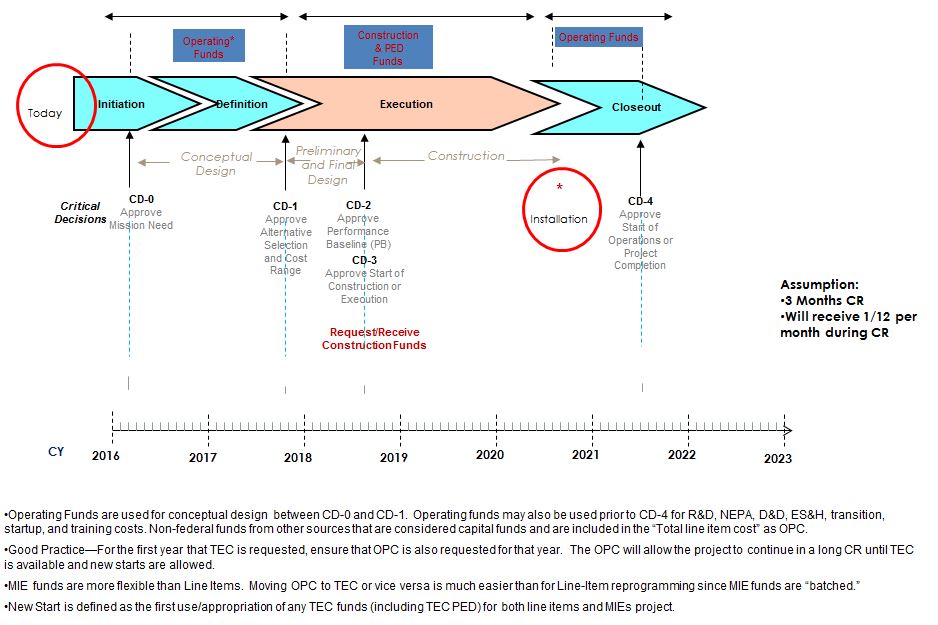 Operating*
Funds
Construction
& PED
Funds
Operating Funds
Today
Initiation
Definition
Execution
Closeout
Conceptual
Design
Preliminary
and Final
Design
Construction
*
Installation
Critical
Decisions
CD-0
Approve
Mission Need
CD-1
Approve
Alternative
Selection
and Cost
Range
CD-2
Approve
Performance
Baseline (PB)
CD-3
Approve Start of
Construction or
Execution
Request/Receive
Construction Funds
CD-4
Approve
Start of
Operations or
Project
Completion
Assumption:
•3 Months CR
•Will receive 1/12 per
month during CR
CY
2016
2017
2018
2019
2020
2021
2022
2023
•Operating Funds are used for conceptual design between CD-0 and CD-1. Operating funds may also be used prior to CD-4 for R&D, NEPA, D&D, ES&H, transition,
startup, and training costs. Non-federal funds from other sources that are considered capital funds and are included in the “Total line item cost” as OPC.
•Good Practice—For the first year that TEC is requested, ensure that OPC is also requested for that year. The OPC will allow the project to continue in a long CR until TEC
is available and new starts are allowed.
•MIE funds are more flexible than Line Items. Moving OPC to TEC or vice versa is much easier than for Line-Item reprogramming since MIE funds are “batched.”
•New Start is defined as the first use/appropriation of any TEC funds (including TEC PED) for both line items and MIEs project.